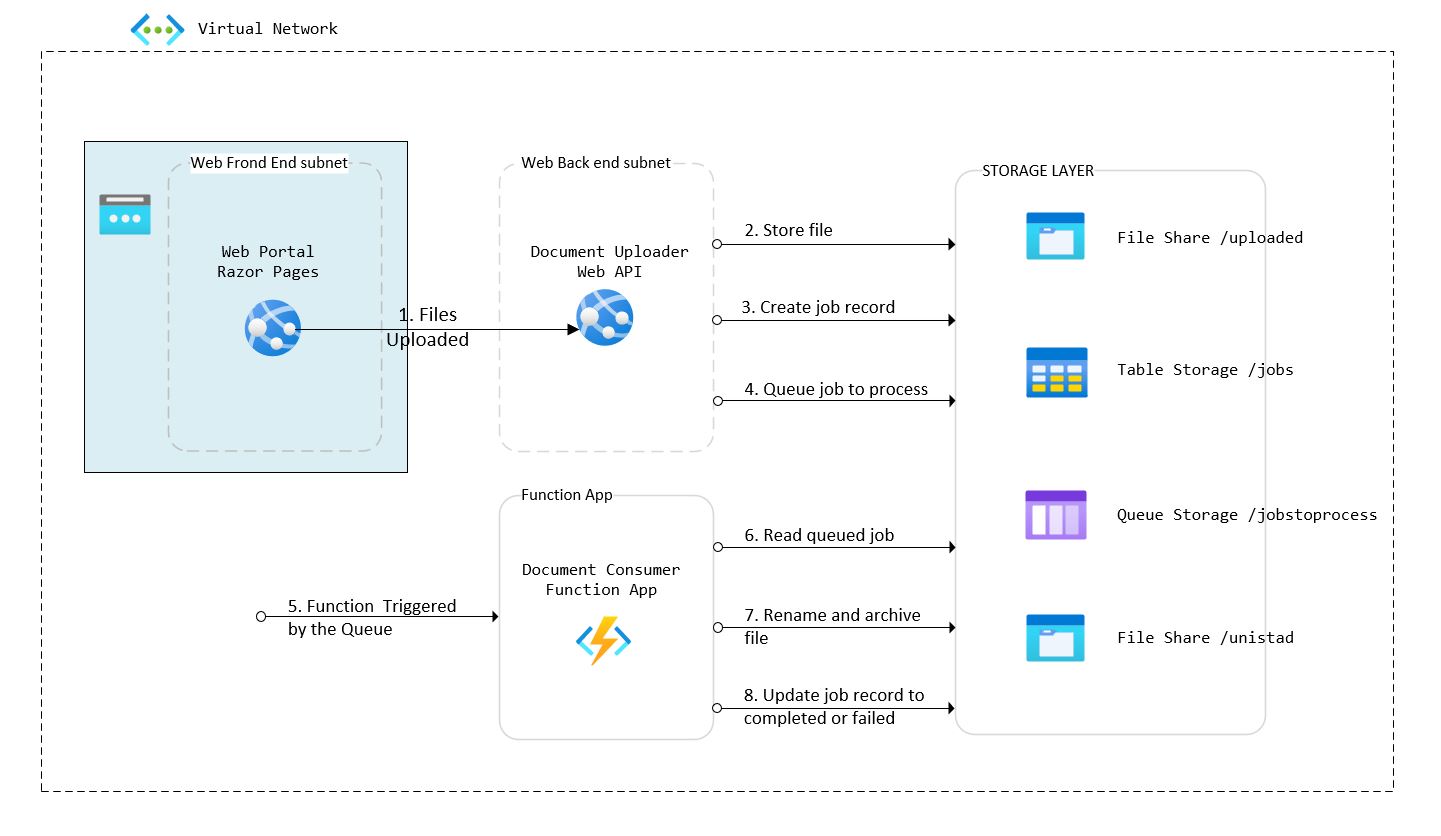 Virtual Network
Web Frond End subnet
Web Portal
Razor Pages
1. Files
Uploaded
Web Back end subnet
Document Uploader
Web API
2. Store file
3. Create job record
4. Queue job to process
STORAGE LAYER
File Share /uploaded
Table Storage /jobs
Queue Storage /jobstoprocess
File Share /unistad
Function App
Document Consumer
Function App
5. Function  Triggered
by the Queue
6. Read queued job
7. Rename and archive
file
8. Update job record to
completed or failed